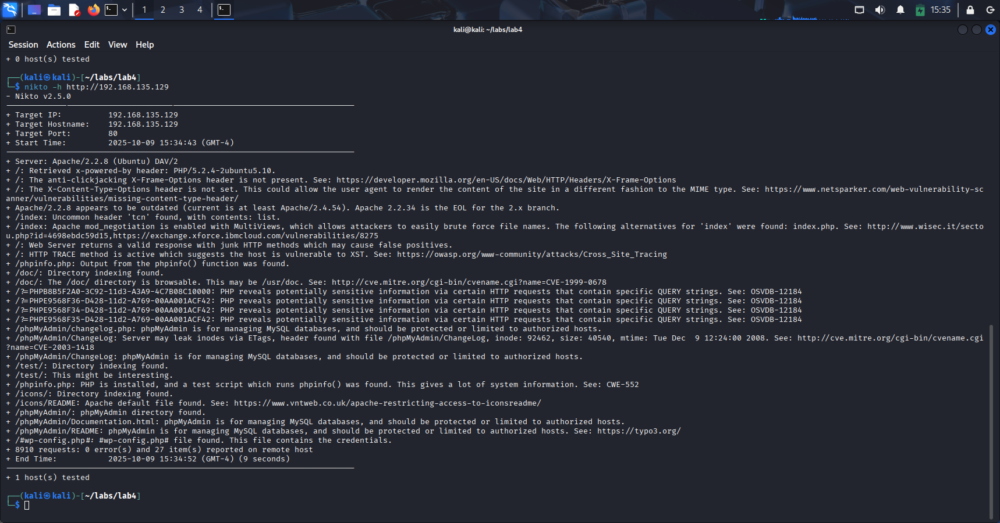 1 2 3 4 15:35
kali@kali: ~/labs/lab4
Session Actions Edit View Help
+ 0 host(s) tested
┌──(kali㉿kali)-[~/labs/lab4]
└─$ nikto -h http://192.168.135.129
- Nikto v2.5.0
+ Target IP: 192.168.135.129
+ Target Hostname: 192.168.135.129
+ Target Port: 80
+ Start Time: 2025-10-09 15:34:43 (GMT-4)
+ Server: Apache/2.2.8 (Ubuntu) DAV/2
+ /: Retrieved x-powered-by header: PHP/5.2.4-2ubuntu5.10.
+ /: The anti-clickjacking X-Frame-Options header is not present. See: https://developer.mozilla.org/en-US/docs/Web/HTTP/Headers/X-Frame-Options
+ /: The X-Content-Type-Options header is not set. This could allow the user agent to render the content of the site in a different fashion to the MIME type. See: https://www.netsparker.com/web-vulnerability-sc
anner/vulnerabilities/missing-content-type-header/
+ Apache/2.2.8 appears to be outdated (current is at least Apache/2.4.54). Apache 2.2.34 is the EOL for the 2.x branch.
+ /index: Uncommon header 'tcn' found, with contents: list.
+ /index: Apache mod_negotiation is enabled with MultiViews, which allows attackers to easily brute force file names. The following alternatives for 'index' were found: index.php. See: http://www.wisec.it/secto
u.php?id=4698ebdc59d15,https://exchange.xforce.ibmcloud.com/vulnerabilities/8275
+ /: Web Server returns a valid response with junk HTTP methods which may cause false positives.
+ /: HTTP TRACE method is active which suggests the host is vulnerable to XST. See: https://owasp.org/www-community/attacks/Cross_Site_Tracing
+ /phpinfo.php: Output from the phpinfo() function was found.
+ /doc/: Directory indexing found.
+ /doc/: The /doc/ directory is browsable. This may be /usr/doc. See: http://cve.mitre.org/cgi-bin/cvename.cgi?name=CVE-1999-0678
+ /?=PHPB8B5F2A0-3C92-11d3-A3A9-4C7B08C10000: PHP reveals potentially sensitive information via certain HTTP requests that contain specific QUERY strings. See: OSVDB-12184
+ /?=PHPE9568F36-D428-11d2-A769-00AA001ACF42: PHP reveals potentially sensitive information via certain HTTP requests that contain specific QUERY strings. See: OSVDB-12184
+ /?=PHPE9568F34-D428-11d2-A769-00AA001ACF42: PHP reveals potentially sensitive information via certain HTTP requests that contain specific QUERY strings. See: OSVDB-12184
+ /?=PHPE9568F35-D428-11d2-A769-00AA001ACF42: PHP reveals potentially sensitive information via certain HTTP requests that contain specific QUERY strings. See: OSVDB-12184
+ /phpMyAdmin/changelog.php: phpMyAdmin is for managing MySQL databases, and should be protected or limited to authorized hosts.
+ /phpMyAdmin/ChangeLog: Server may leak inodes via ETags, header found with file /phpMyAdmin/ChangeLog, inode: 92462, size: 40540, mtime: Tue Dec  9 12:24:00 2008. See: http://cve.mitre.org/cgi-bin/cvename.cgi
?name=CVE-2003-1418
+ /phpMyAdmin/ChangeLog: phpMyAdmin is for managing MySQL databases, and should be protected or limited to authorized hosts.
+ /test/: Directory indexing found.
+ /test/: This might be interesting.
+ /phpinfo.php: PHP is installed, and a test script which runs phpinfo() was found. This gives a lot of system information. See: CWE-552
+ /icons/: Directory indexing found.
+ /icons/README: Apache default file found. See: https://www.vntweb.co.uk/apache-restricting-access-to-iconsreadme/
+ /phpMyAdmin/: phpMyAdmin directory found.
+ /phpMyAdmin/Documentation.html: phpMyAdmin is for managing MySQL databases, and should be protected or limited to authorized hosts.
+ /phpMyAdmin/README: phpMyAdmin is for managing MySQL databases, and should be protected or limited to authorized hosts. See: https://typo3.org/
+ /#wp-config.php#: #wp-config.php# file found. This file contains the credentials.
+ 8910 requests: 0 error(s) and 27 item(s) reported on remote host
+ End Time: 2025-10-09 15:34:52 (GMT-4) (9 seconds)
+ 1 host(s) tested
┌──(kali㉿kali)-[~/labs/lab4]
└─$